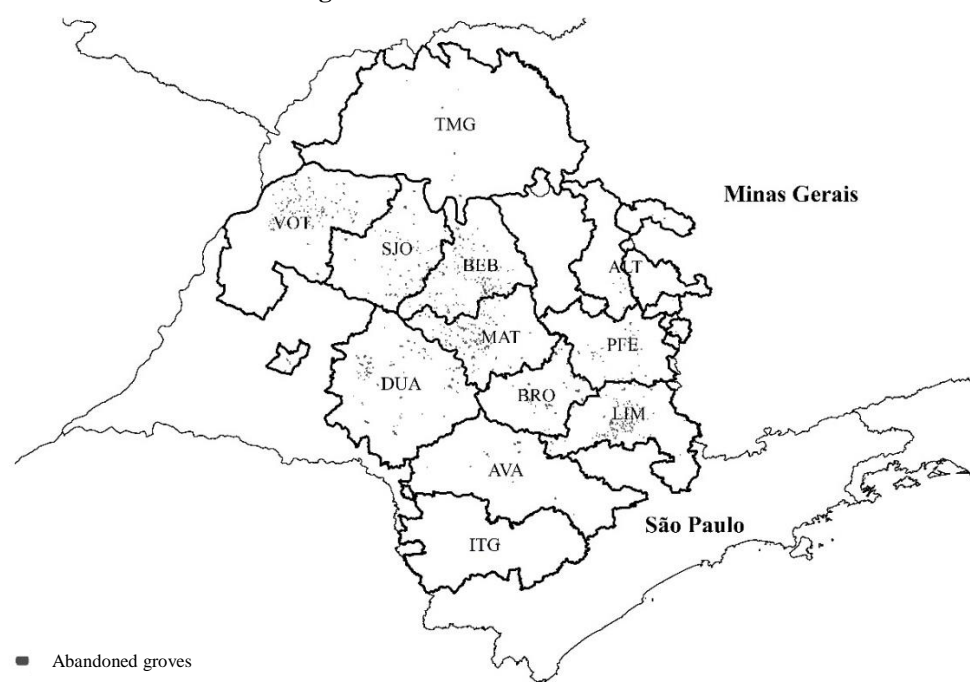 TMG
Minas Gerais
VOT
SJO
BEB
ALT
MAT
PFE
DUA
BRO
LIM
AVA
São Paulo
ITG
Abandoned groves